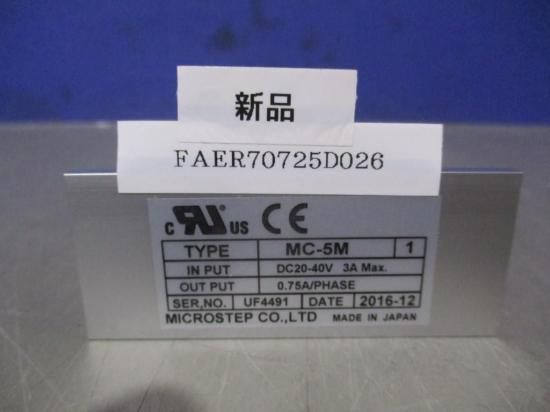 新品
FAER70725D026
c RU US CE
TYPE MC-5M 1
IN PUT DC20-40V 3A Max.
OUT PUT 0.75A/PHASE
SER,NO. UF4491 DATE 2016-12
MICROSTEP CO.,LTD MADE IN JAPAN